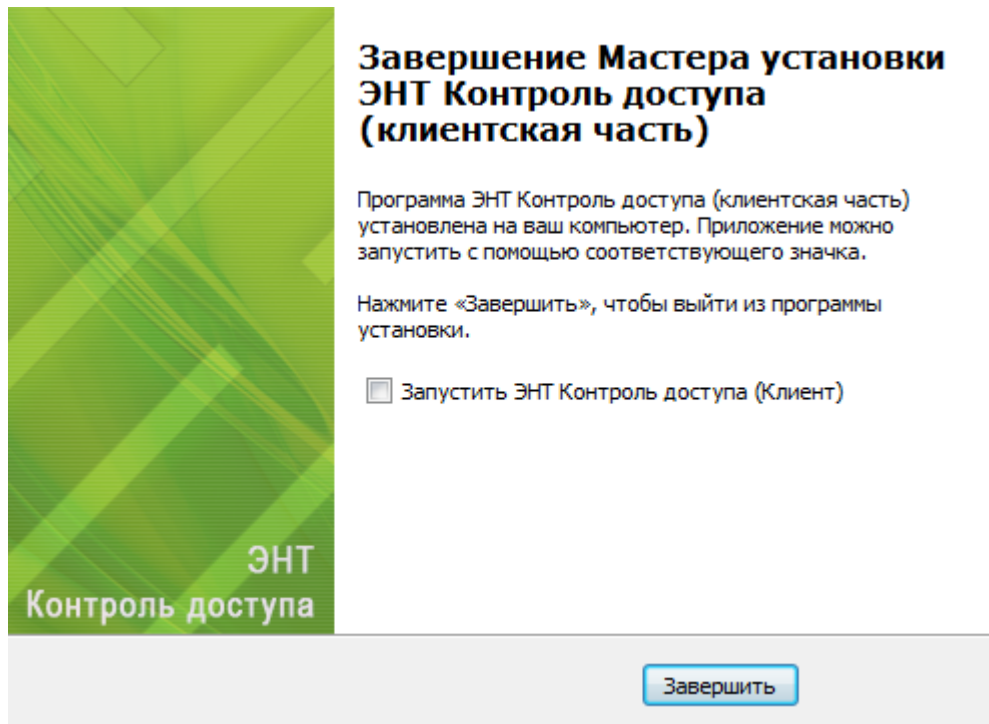 Завершение Мастера установки
ЭНТ Контроль доступа
(клиентская часть)
Программа ЭНТ Контроль доступа (клиентская часть)
установлена на ваш компьютер. Приложение можно
запустить с помощью соответствующего значка.
Нажмите «Завершить», чтобы выйти из программы
установки.
Запустить ЭНТ Контроль доступа (Клиент)
ЭНТ
Контроль доступа
Завершить